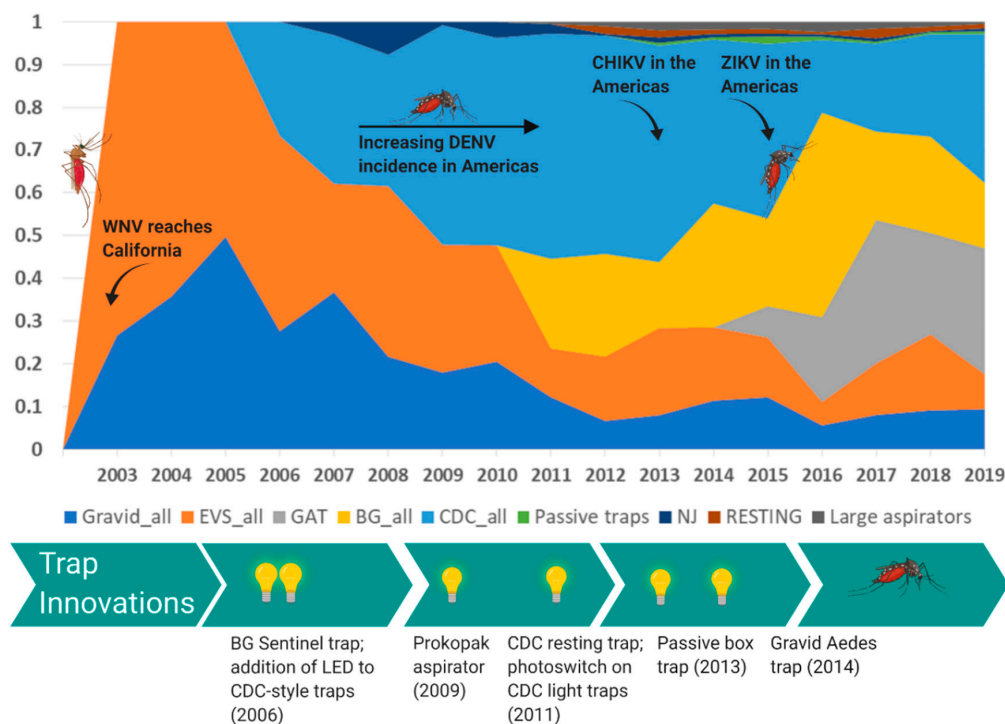 1
0.9
0.8
0.7
0.6
0.5
0.4
0.3
0.2
0.1
0
WNV reaches
California
Increasing DENV
incidence in Americas
CHIKV in the
Americas
ZIKV in the
Americas
2003 2004 2005 2006 2007 2008 2009 2010 2011 2012 2013 2014 2015 2016 2017 2018 2019
Gravid_all EVS_all GAT BG_all CDC_all Passive traps NJ RESTING Large aspirators
Trap
Innovations
BG Sentinel trap;
addition of LED to
CDC-style traps
(2006)
Prokopak
aspirator
(2009)
CDC resting trap;
photoswitch on
CDC light traps
(2011)
Passive box
trap (2013)
Gravid Aedes
trap (2014)